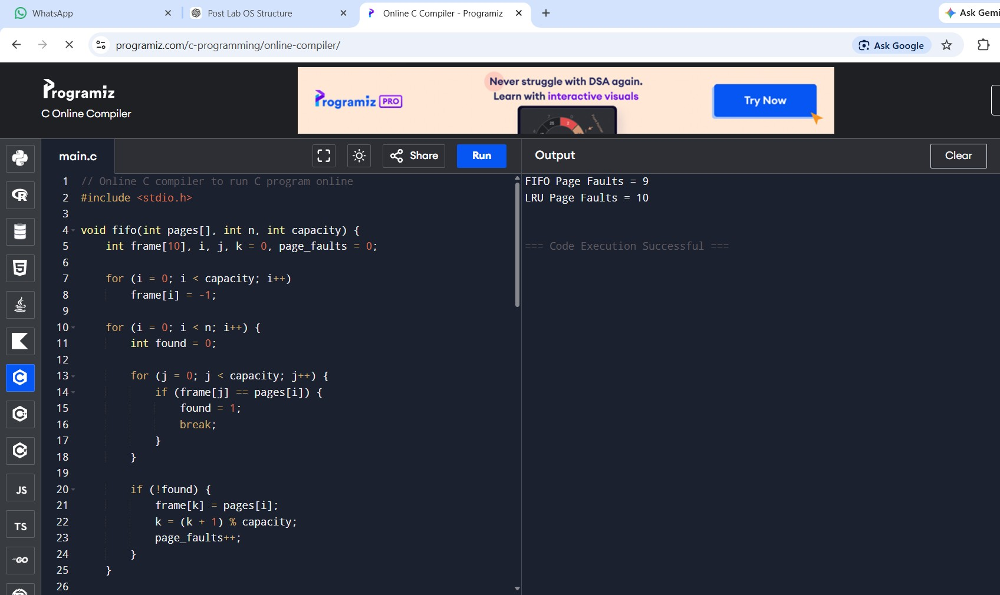 WhatsApp
Post Lab OS Structure
Online C Compiler - Programiz
Ask Gemi
programiz.com/c-programming/online-compiler/
Ask Google
Programiz
C Online Compiler
Programiz PRO
Never struggle with DSA again.
Learn with interactive visuals
Try Now
main.c
Share
Run
Output
Clear
1 // Online C compiler to run C program online
2 #include <stdio.h>
3
4 void fifo(int pages[], int n, int capacity) {
5 int frame[10], i, j, k = 0, page_faults = 0;
6
7 for (i = 0; i < capacity; i++)
8 frame[i] = -1;
9
10 for (i = 0; i < n; i++) {
11 int found = 0;
12
13 for (j = 0; j < capacity; j++) {
14 if (frame[j] == pages[i]) {
15 found = 1;
16 break;
17 }
18 }
19
20 if (!found) {
21 frame[k] = pages[i];
22 k = (k + 1) % capacity;
23 page_faults++;
24 }
25 }
26
FIFO Page Faults = 9
LRU Page Faults = 10
=== Code Execution Successful ===
JS
TS
GO